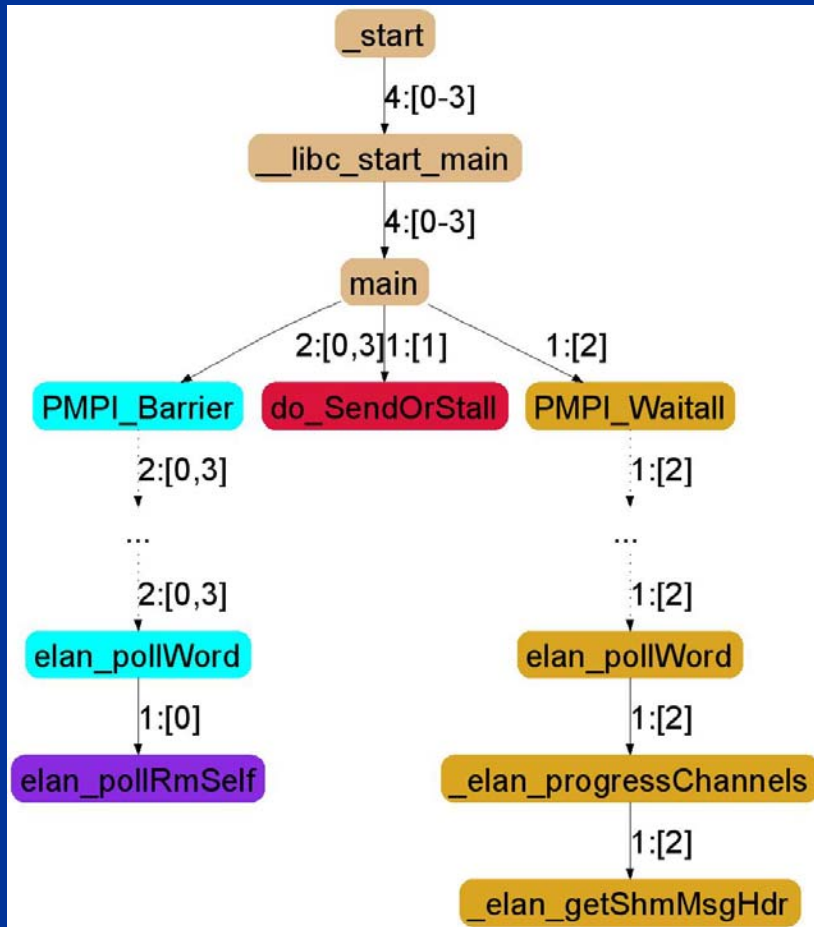 _start
4:[0-3]
__libc_start_main
4:[0-3]
main
2:[0,3] 1:[1] 1:[2]
PMPI_Barrier do_SendOrStall PMPI_Waitall
2:[0,3] 1:[2]
... ...
2:[0,3] 1:[2]
elan_pollWord elan_pollWord
1:[0] 1:[2]
elan_pollRmSelf _elan_progressChannels
1:[2]
_elan_getShmMsgHdr